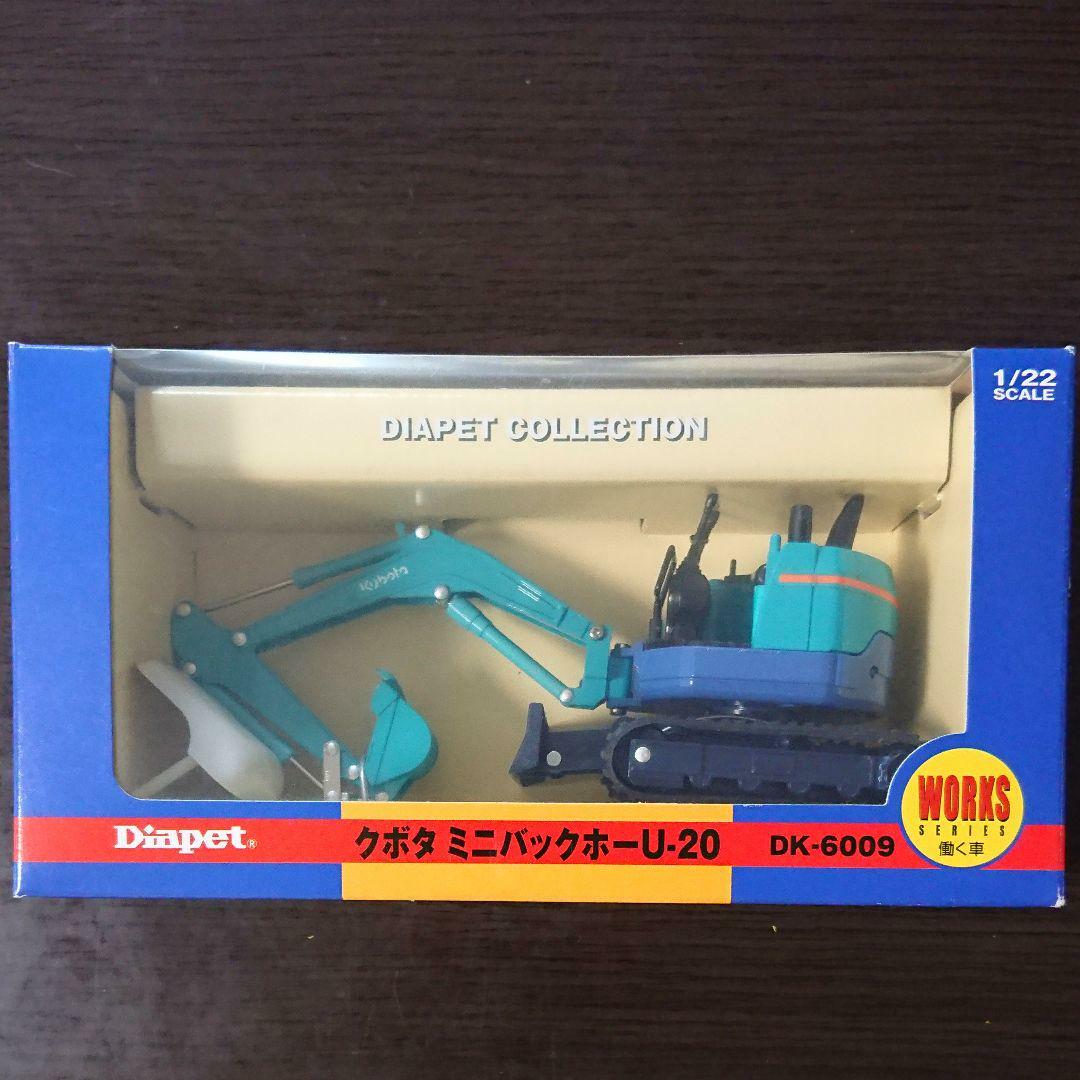 1/22
SCALE
DIAPET COLLECTION
Kubota
Diapet®
クボタ ミニバックホーU-20
DK-6009
WORKS
SERIES
働く車